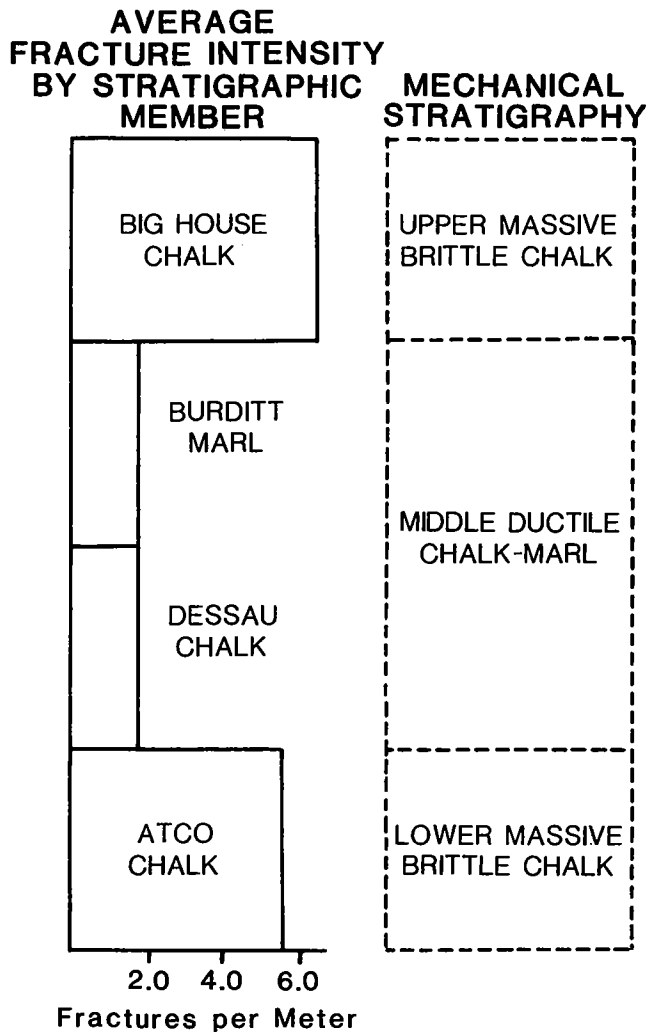 AVERAGE
FRACTURE INTENSITY
BY STRATIGRAPHIC
MEMBER
MECHANICAL
STRATIGRAPHY
BIG HOUSE
CHALK
UPPER MASSIVE
BRITTLE CHALK
BURDITT
MARL
MIDDLE DUCTILE
CHALK-MARL
DESSAU
CHALK
ATCO
CHALK
LOWER MASSIVE
BRITTLE CHALK
2.0 4.0 6.0
Fractures per Meter